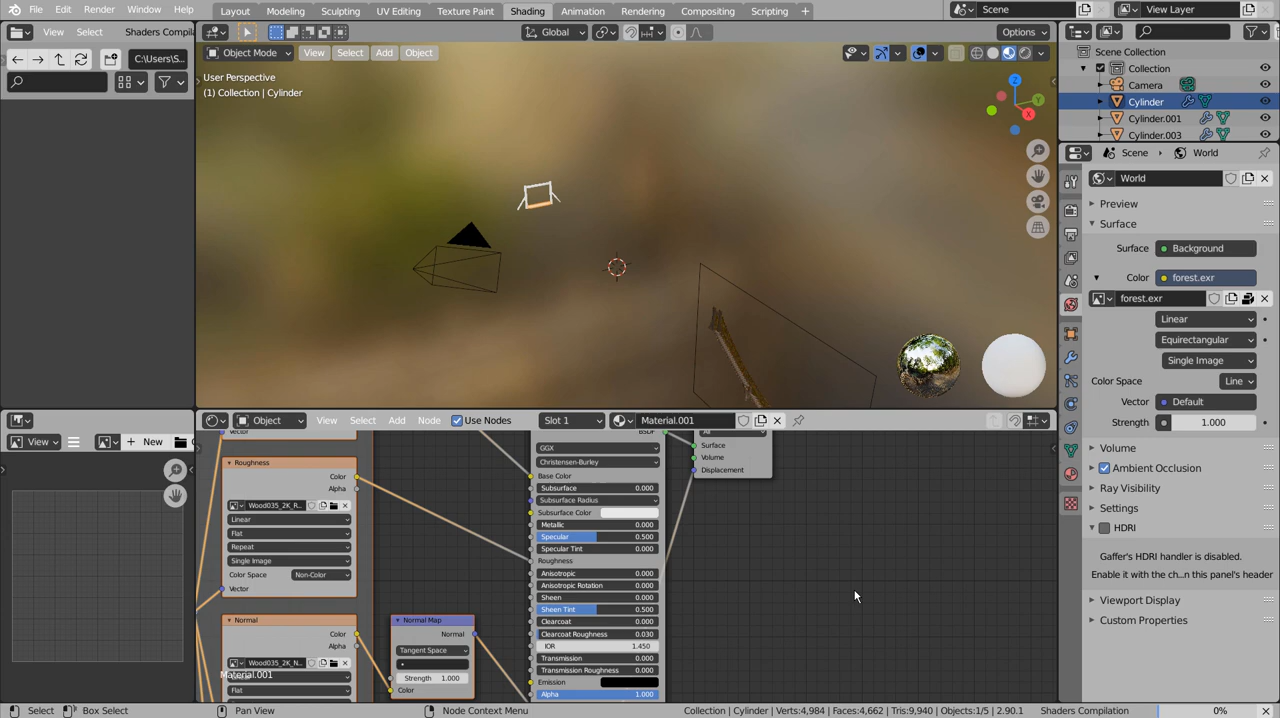 File Edit Render Window Help Layout Modeling Sculpting UV Editing Texture Paint Shading Animation Rendering Compositing Scripting Scene View Layer
View Select Shaders Compila
C:\Users\S...
Object Mode View Select Add Object Global Options
User Perspective
(1) Collection | Cylinder
Z
Y
X
Scene Collection
Collection
Camera
Cylinder
Cylinder.001
Cylinder.003
Scene World
World
Preview
Surface
Surface Background
Color forest.exr
forest.exr
Linear
Equirectangular
Single Image
Color Space Line
Vector Default
Strength 1.000
Volume
Ambient Occlusion
Ray Visibility
Settings
HDRI
Gaffer's HDRI handler is disabled.
Enable it with the ch...n this panel's header
Viewport Display
Custom Properties
View New
Object View Select Add Node Use Nodes Slot 1 Material.001
Vector
Roughness
Color
Alpha
Wood035_2K_R...
Linear
Flat
Repeat
Single Image
Color Space Non-Color
Vector
Normal
Color
Alpha
Wood035_2K_N...
Material.001
Flat
Normal Map
Normal
Tangent Space
Strength 1.000
Color
BSDF
GGX
Christensen-Burley
Base Color
Subsurface 0.000
Subsurface Radius
Subsurface Color
Metallic 0.000
Specular 0.500
Specular Tint 0.000
Roughness
Anisotropic 0.000
Anisotropic Rotation 0.000
Sheen 0.000
Sheen Tint 0.500
Clearcoat 0.000
Clearcoat Roughness 0.030
IOR 1.450
Transmission 0.000
Transmission Roughness 0.000
Emission
Alpha 1.000
All
Surface
Volume
Displacement
Select Box Select Pan View Node Context Menu Collection | Cylinder | Verts:4,984 | Faces:4,662 | Tris:9,940 | Objects:1/5 | 2.90.1 Shaders Compilation 0%